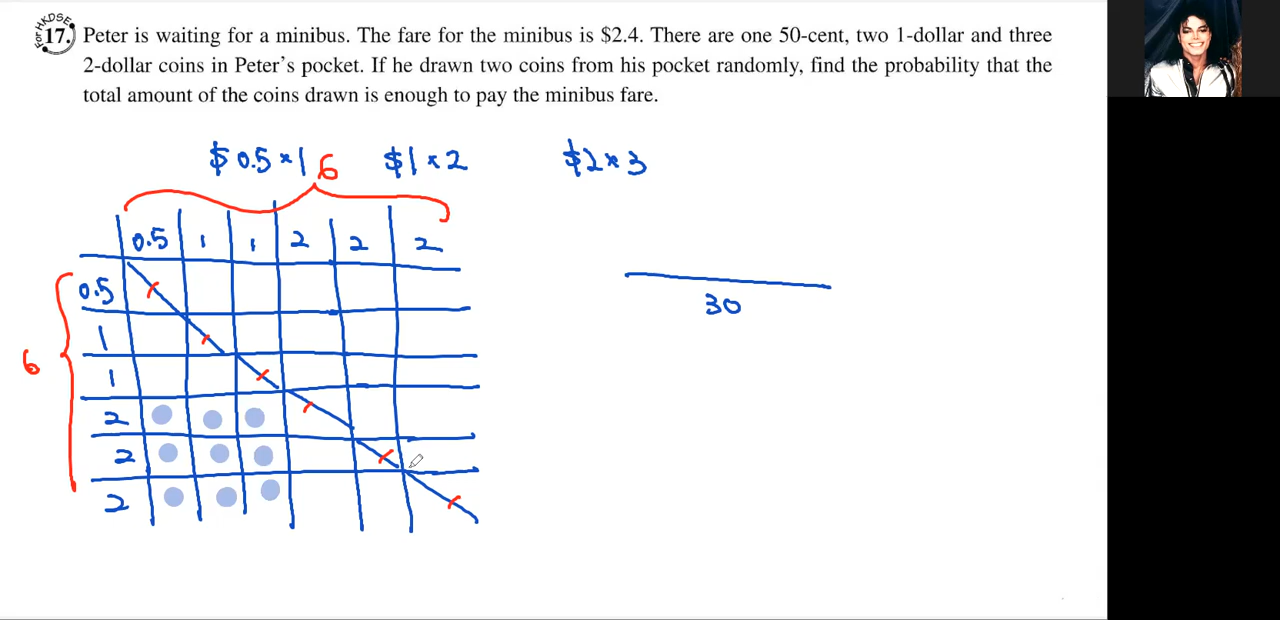 For HKDSE
17. Peter is waiting for a minibus. The fare for the minibus is $2.4. There are one 50-cent, two 1-dollar and three
2-dollar coins in Peter's pocket. If he drawn two coins from his pocket randomly, find the probability that the
total amount of the coins drawn is enough to pay the minibus fare.
$ 0.5 × 1 6 $1 × 2 $2 × 3
0.5 1 1 2 2 2
0.5
1
6
1
2
2
2
30